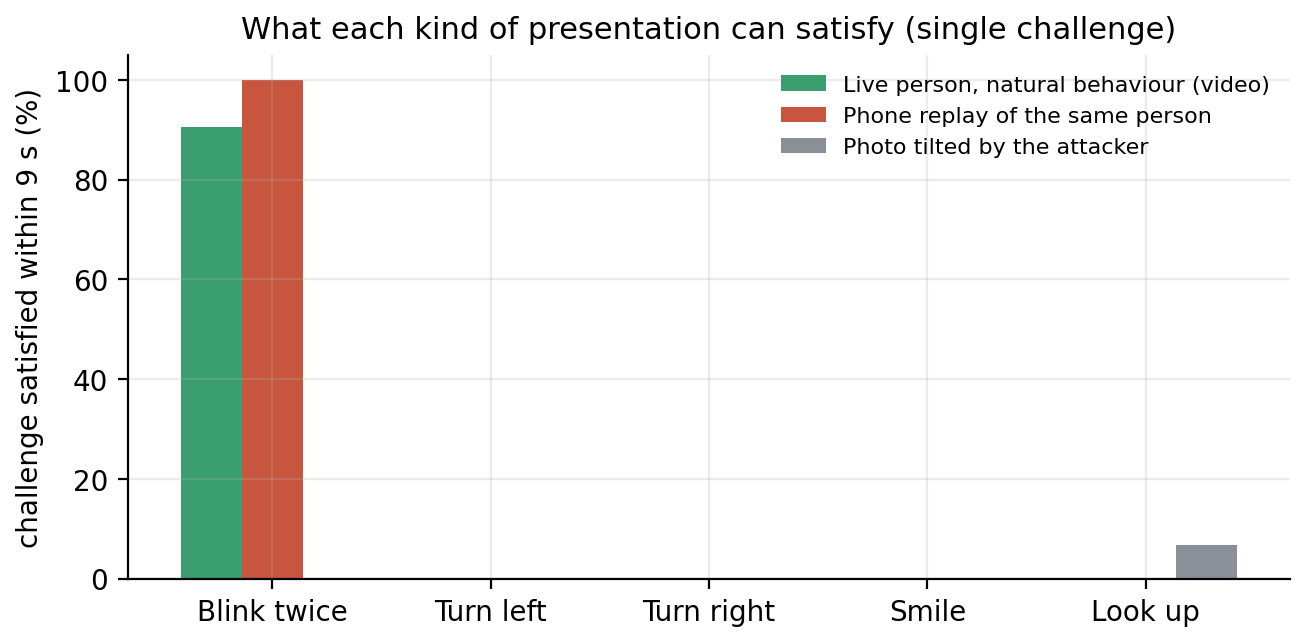 What each kind of presentation can satisfy (single challenge)
challenge satisfied within 9 s (%)
100
80
60
40
20
0
Live person, natural behaviour (video)
Phone replay of the same person
Photo tilted by the attacker
Blink twice
Turn left
Turn right
Smile
Look up